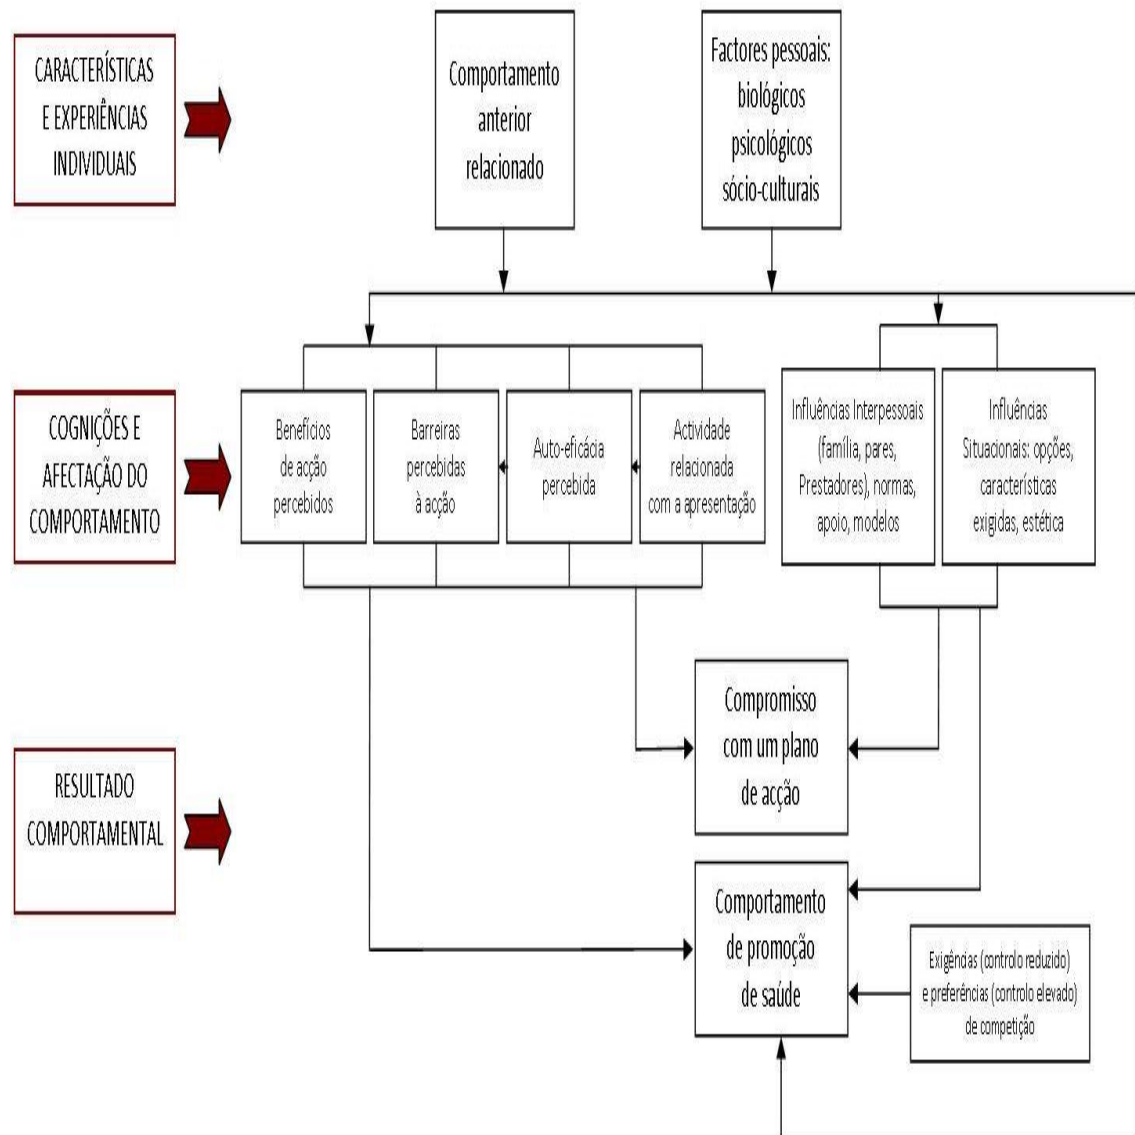 CARACTERÍSTICAS
E EXPERIÊNCIAS
INDIVIDUAIS
Comportamento
anterior
relacionado
Factores pessoais:
biológicos
psicológicos
sócio-culturais
COGNIÇÕES E
AFECTAÇÃO DO
COMPORTAMENTO
Benefícios
de acção
percebidos
Barreiras
percebidas
à acção
Auto-eficácia
percebida
Actividade
relacionada
com a apresentação
Influências Interpessoais
(família, pares,
Prestadores), normas,
apoio, modelos
Influências
Situacionais: opções,
características
exigidas, estética
RESULTADO
COMPORTAMENTAL
Compromisso
com um plano
de acção
Comportamento
de promoção
de saúde
Exigências (controlo reduzido)
e preferências (controlo elevado)
de competição